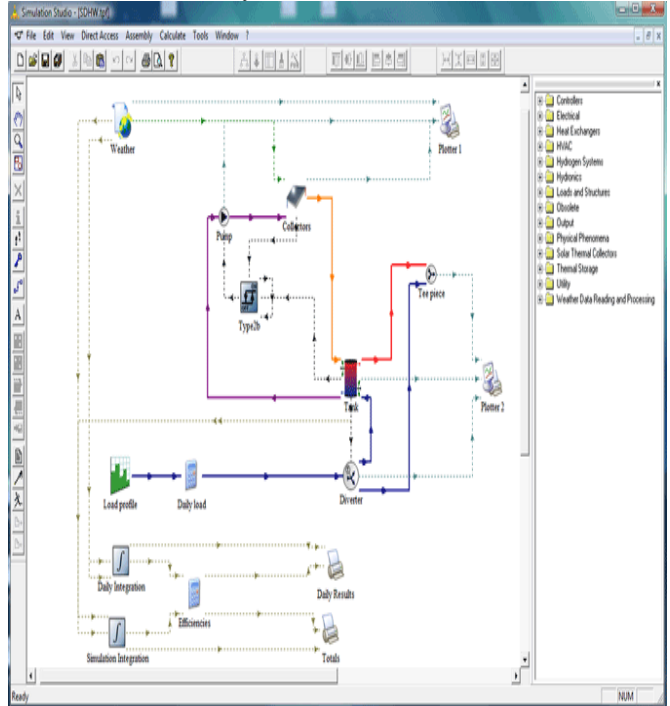 Simulation Studio - [SDHW.tpf]
File Edit View Direct Access Assembly Calculate Tools Window ?
Weather
Plotter 1
Collectors
Pump
Type2b
Tee piece
Tank
Plotter 2
Load profile
Daily load
Diverter
Daily Integration
Efficiencies
Daily Results
Simulation Integration
Totals
Controllers
Electrical
Heat Exchangers
HVAC
Hydrogen Systems
Hydronics
Loads and Structures
Obsolete
Output
Physical Phenomena
Solar Thermal Collectors
Thermal Storage
Utility
Weather Data Reading and Processing
Ready
NUM